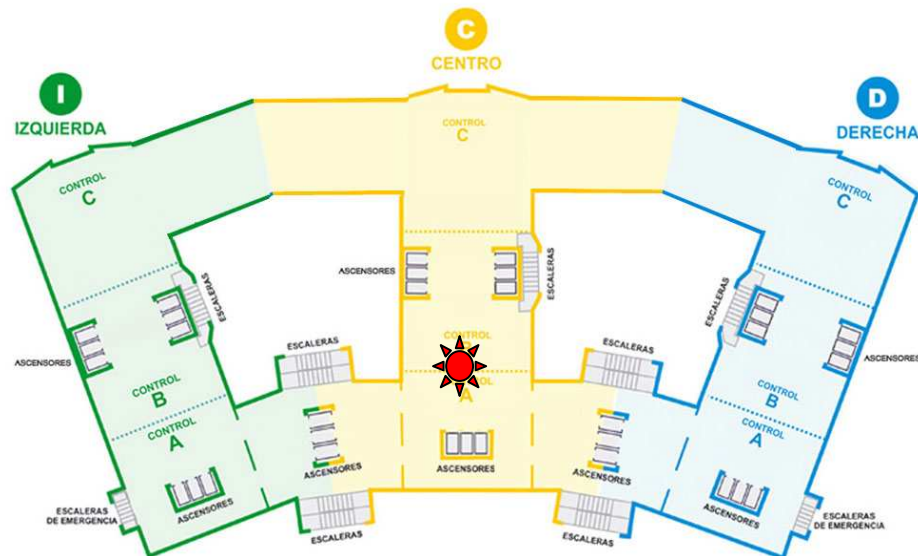 C
CENTRO
I
IZQUIERDA
D
DERECHA
CONTROL
C
CONTROL
C
CONTROL
C
ESCALERAS
ASCENSORES
ESCALERAS
ESCALERAS
ASCENSORES
ESCALERAS
ESCALERAS
ASCENSORES
CONTROL
B
CONTROL
CONTROL
B
CONTROL
A
A
CONTROL
A
ASCENSORES
ASCENSORES
ASCENSORES
ASCENSORES
ASCENSORES
ESCALERAS
DE EMERGENCIA
ESCALERAS
ESCALERAS
ESCALERAS
DE EMERGENCIA